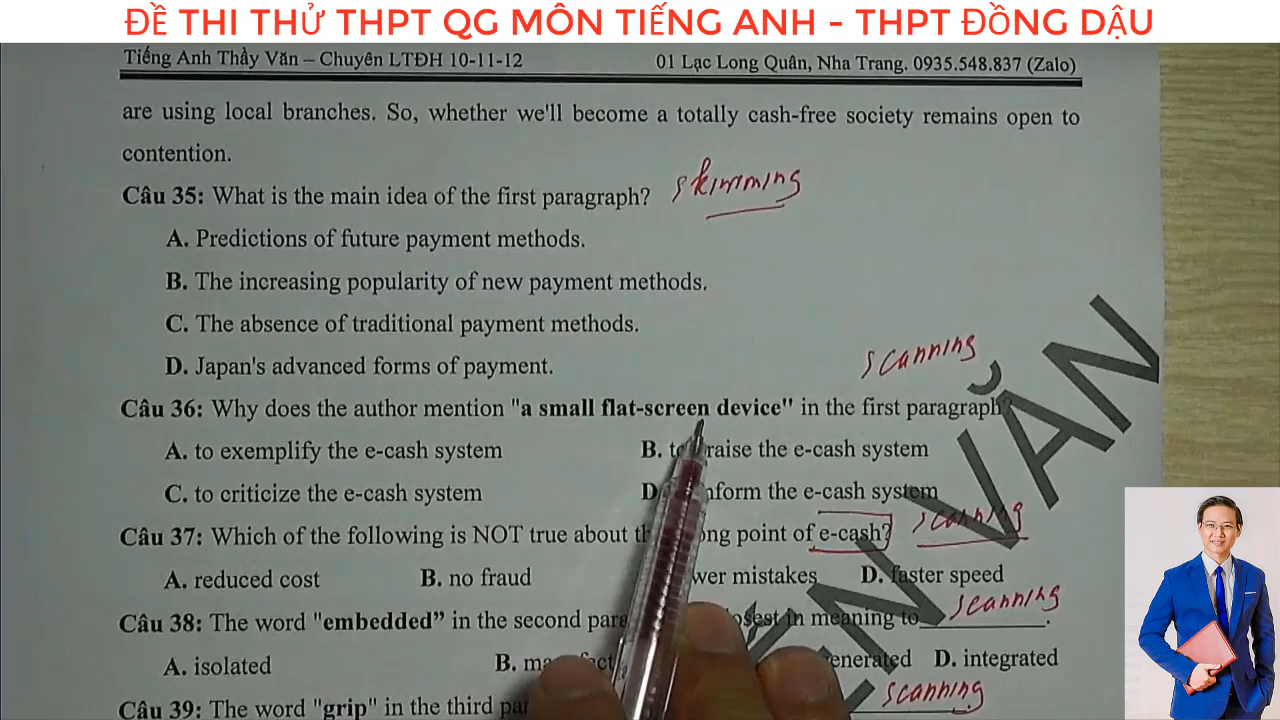 ĐỀ THI THỬ THPT QG MÔN TIẾNG ANH - THPT ĐỒNG DẬU
Tiếng Anh Thầy Văn – Chuyên LTĐH 10-11-12 01 Lạc Long Quân, Nha Trang. 0935.548.837 (Zalo)
are using local branches. So, whether we'll become a totally cash-free society remains open to
contention.
Câu 35: What is the main idea of the first paragraph? skimming
A. Predictions of future payment methods.
B. The increasing popularity of new payment methods.
C. The absence of traditional payment methods.
D. Japan's advanced forms of payment.
scanning
Câu 36: Why does the author mention "a small flat-screen device" in the first paragraph?
A. to exemplify the e-cash system B. to praise the e-cash system
C. to criticize the e-cash system D. inform the e-cash system
Câu 37: Which of the following is NOT true about point of e-cash? scanning
A. reduced cost B. no fraud mistakes D. faster speed
Câu 38: The word "embedded” in the second in meaning to scanning
A. isolated B. D. integrated
Câu 39: The word "grip" in the third scanning
VĂN